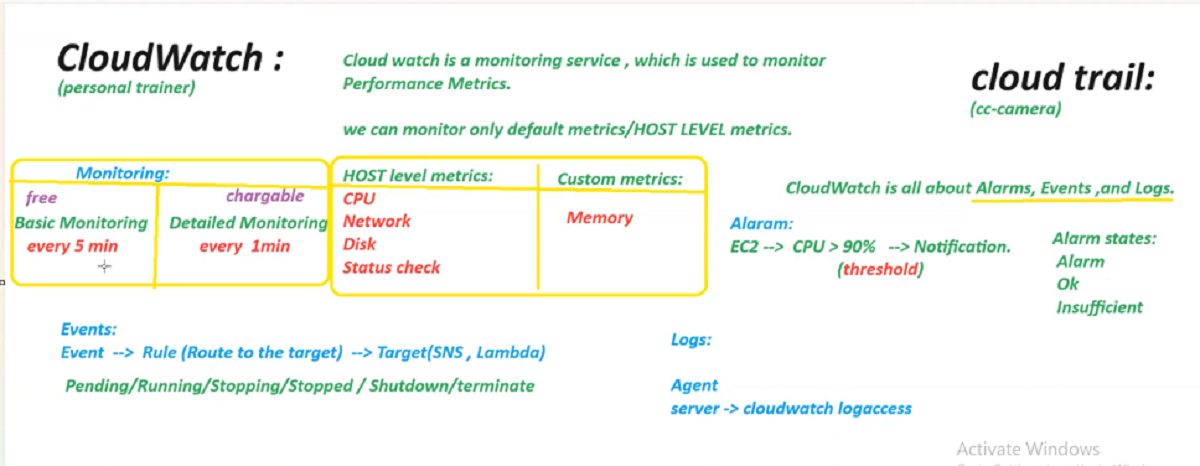 CloudWatch :
(personal trainer)
Cloud watch is a monitoring service , which is used to monitor
Performance Metrics.
we can monitor only default metrics/HOST LEVEL metrics.
cloud trail:
(cc-camera)
Monitoring:
free
chargable
Basic Monitoring
Detailed Monitoring
every 5 min
every 1min
HOST level metrics:
CPU
Network
Disk
Status check
Custom metrics:
Memory
CloudWatch is all about Alarms, Events ,and Logs.
Alaram:
EC2 --> CPU > 90% --> Notification.
(threshold)
Alarm states:
Alarm
Ok
Insufficient
Events:
Event --> Rule (Route to the target) --> Target(SNS , Lambda)
Pending/Running/Stopping/Stopped / Shutdown/terminate
Logs:
Agent
server -> cloudwatch logaccess
Activate Windows